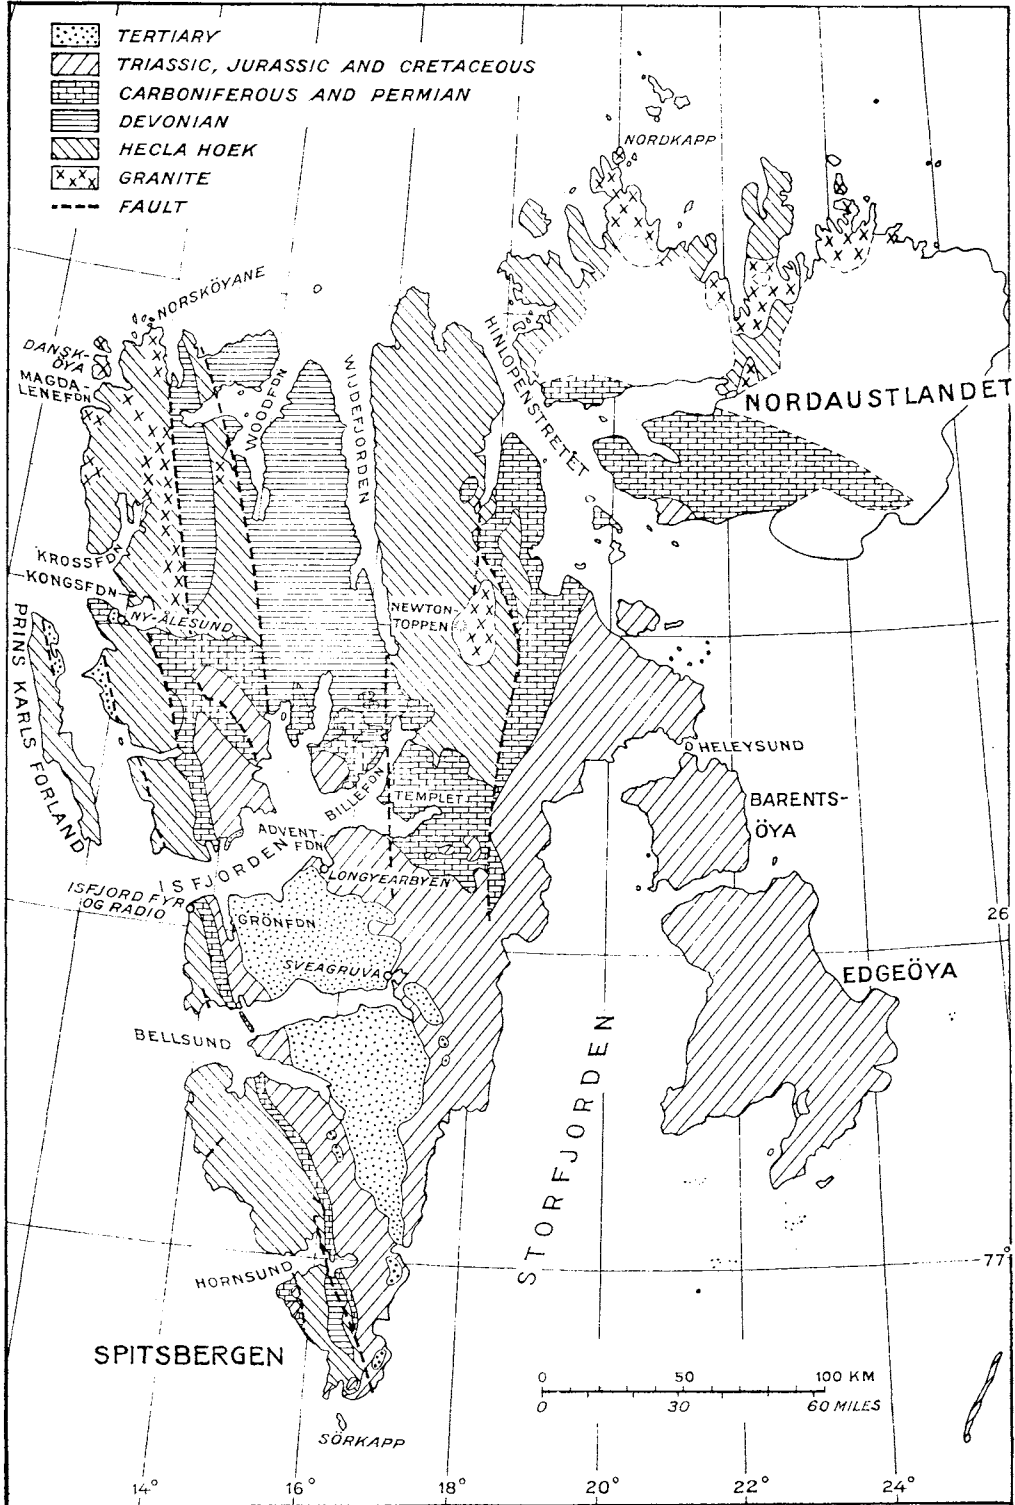 TERTIARY
TRIASSIC, JURASSIC AND CRETACEOUS
CARBONIFEROUS AND PERMIAN
DEVONIAN
HECLA HOEK
GRANITE
FAULT
NORDKAPP
NORSKÖYANE
DANSK-
ÖYA
MAGDA-
LENEFDN
WOODFDN
WIJDEFJORDEN
HINLOPENSTRETET
NORDAUSTLANDET
KROSSFDN
KONGSFDN
NY-ÅLESUND
NEWTON-
TOPPEN
PRINS KARLS FORLAND
HELEYSUND
BILLEFDN
TEMPLET
BARENTS-
ÖYA
ADVENT-
FDN
ISFJORDEN
LONGYEARBYEN
ISFJORD FYR
OG RADIO
GRÖNFDN
26
SVEAGRUVA
EDGEÖYA
BELLSUND
STORFJORDEN
77°
HORNSUND
SPITSBERGEN
0 50 100 KM
0 30 60 MILES
SÖRKAPP
14° 16° 18° 20° 22° 24°